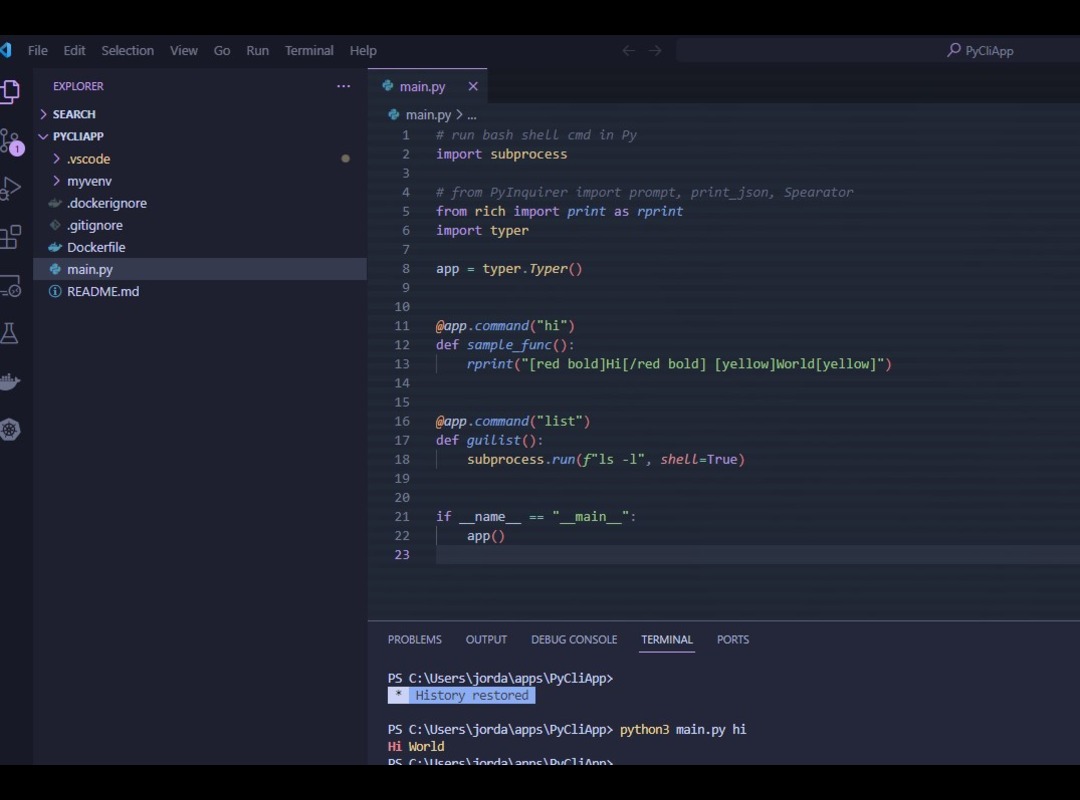 File Edit Selection View Go Run Terminal Help
PyCliApp
EXPLORER
SEARCH
PYCLIAPP
.vscode
myvenv
.dockerignore
.gitignore
Dockerfile
main.py
README.md
1
main.py
main.py > ...
1 # run bash shell cmd in Py
2 import subprocess
3
4 # from PyInquirer import prompt, print_json, Spearator
5 from rich import print as rprint
6 import typer
7
8 app = typer.Typer()
9
10
11 @app.command("hi")
12 def sample_func():
13 rprint("[red bold]Hi[/red bold] [yellow]World[yellow]")
14
15
16 @app.command("list")
17 def guilist():
18 subprocess.run(f"ls -l", shell=True)
19
20
21 if __name__ == "__main__":
22 app()
23
PROBLEMS OUTPUT DEBUG CONSOLE TERMINAL PORTS
PS C:\Users\jorda\apps\PyCliApp>
* History restored
PS C:\Users\jorda\apps\PyCliApp> python3 main.py hi
Hi World
PS C:\Users\jorda\apps\PyCliApp>